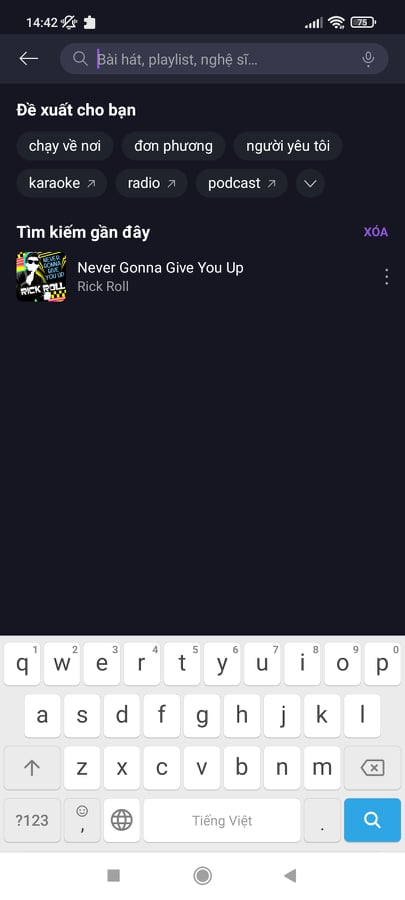 14:42
75
Bài hát, playlist, nghệ sĩ...
Đề xuất cho bạn
chạy về nơi
đơn phương
người yêu tôi
karaoke
radio
podcast
Tìm kiếm gần đây
XÓA
NEVER GONNA GIVE YOU UP
RICK ROLL
Never Gonna Give You Up
Rick Roll
1 2 3 4 5 6 7 8 9 0
q w e r t y u i o p
a s d f g h j k l
z x c v b n m
?123 , Tiếng Việt .